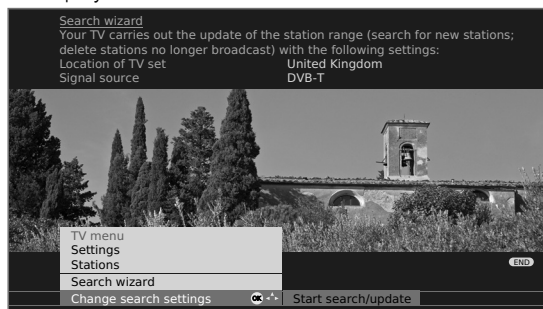 Search wizard
Your TV carries out the update of the station range (search for new stations;
delete stations no longer broadcast) with the following settings:
Location of TV set United Kingdom
Signal source DVB-T
END
TV menu
Settings
Stations
Search wizard
Change search settings OK Start search/update